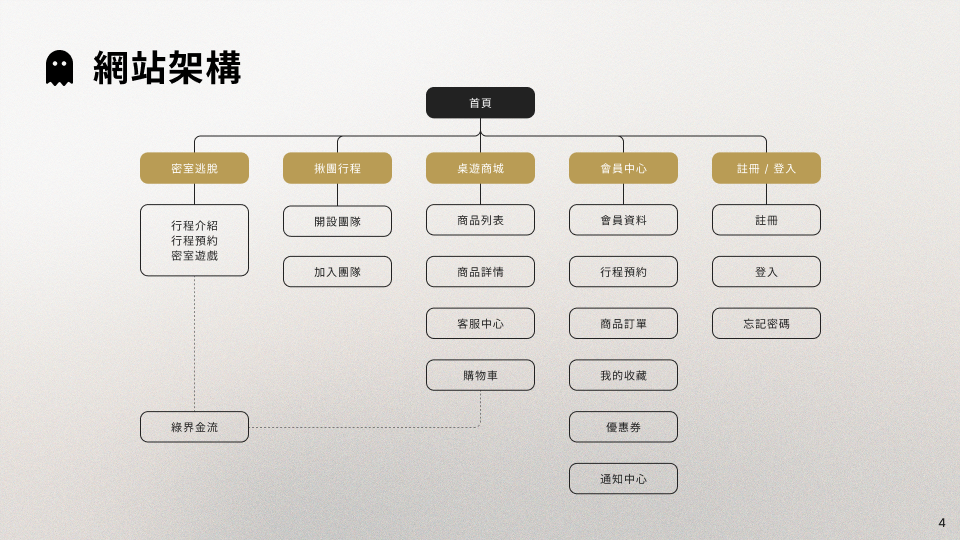 網站架構
首頁
密室逃脫
揪團行程
桌遊商城
會員中心
註冊 / 登入
行程介紹
行程預約
密室遊戲
開設團隊
加入團隊
商品列表
商品詳情
客服中心
購物車
會員資料
行程預約
商品訂單
我的收藏
優惠券
通知中心
註冊
登入
忘記密碼
綠界金流
4